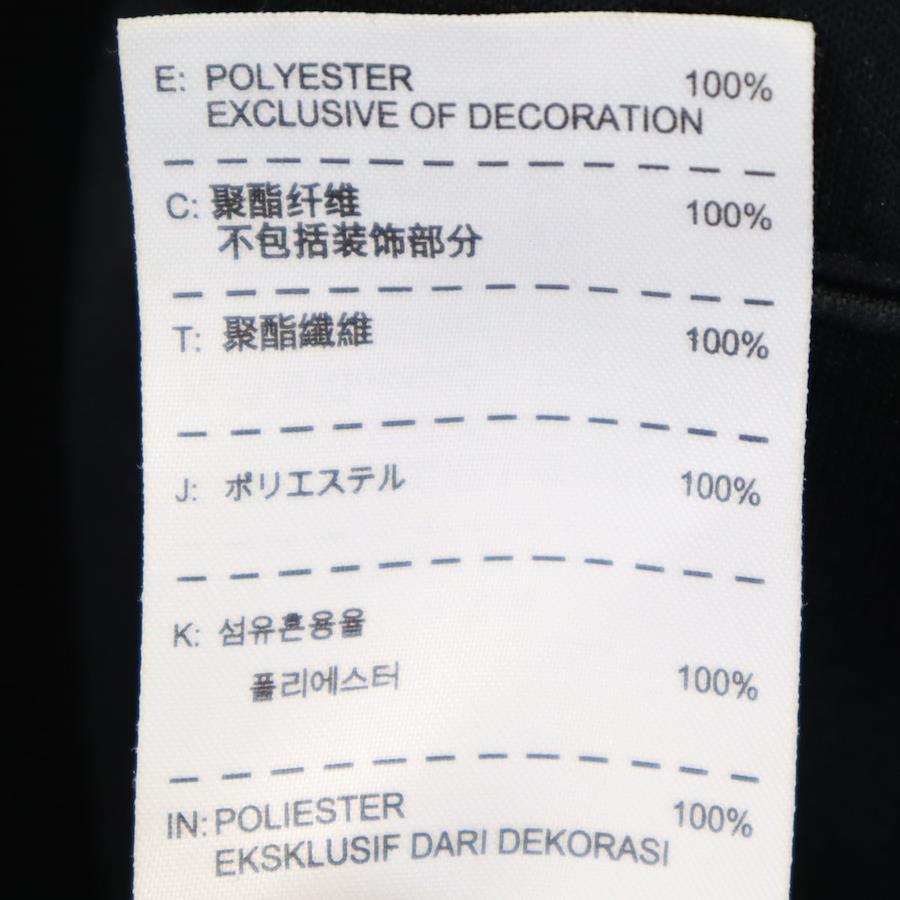 E: POLYESTER 100%
EXCLUSIVE OF DECORATION
C: 聚酯纤维 100%
不包括装饰部分
T: 聚酯纖維 100%
J: ポリエステル 100%
K: 섬유혼용율
폴리에스터 100%
IN: POLIESTER 100%
EKSKLUSIF DARI DEKORASI